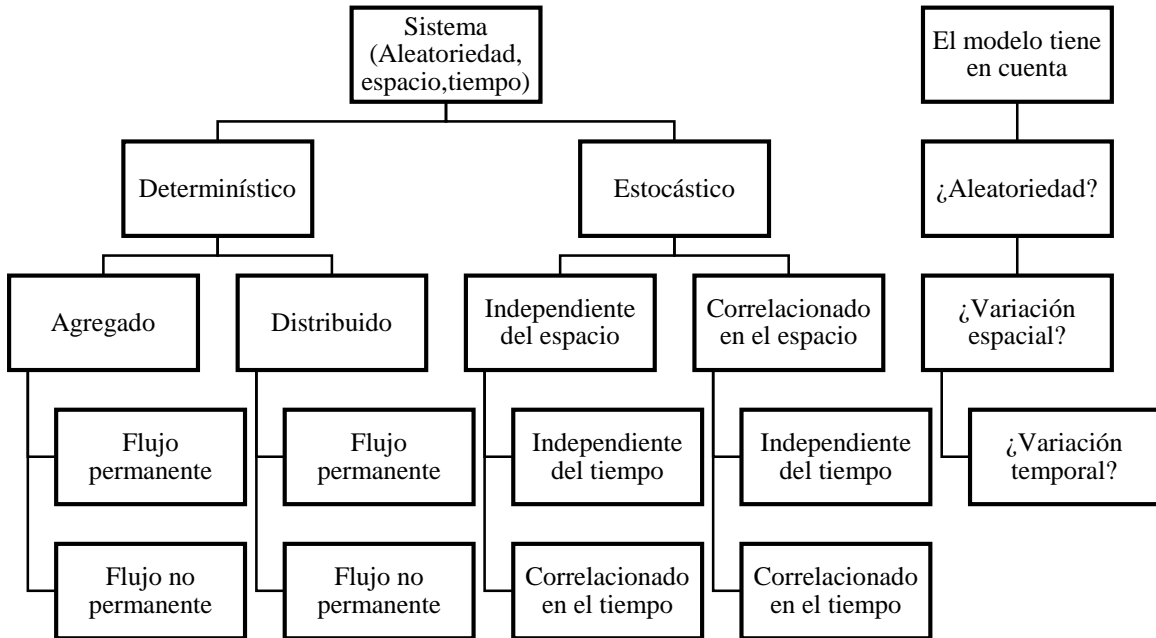 Sistema
(Aleatoriedad,
espacio,tiempo)
El modelo tiene
en cuenta
Determinístico
Estocástico
¿Aleatoriedad?
Agregado
Distribuido
Independiente
del espacio
Correlacionado
en el espacio
¿Variación
espacial?
Flujo
permanente
Flujo
permanente
Independiente
del tiempo
Independiente
del tiempo
¿Variación
temporal?
Flujo no
permanente
Flujo no
permanente
Correlacionado
en el tiempo
Correlacionado
en el tiempo